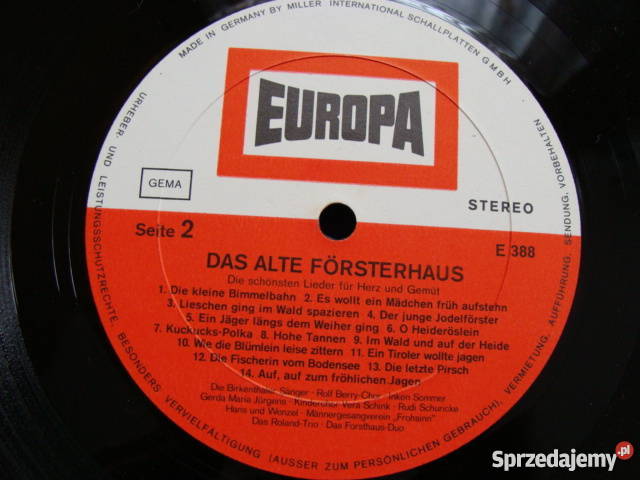 MADE IN GERMANY BY MILLER INTERNATIONAL SCHALLPLATTEN GMBH
EUROPA
GEMA
STEREO
Seite 2
E 388
DAS ALTE FÖRSTERHAUS
Die schönsten Lieder für Herz und Gemüt
1. Die kleine Bimmelbahn 2. Es wollt ein Mädchen früh aufstehn
3. Lieschen ging im Wald spazieren 4. Der junge Jodelförster
5. Ein Jäger längs dem Weiher ging 6. O Heideröslein
7. Kuckucks-Polka 8. Hohe Tannen 9. Im Wald und auf der Heide
10. Wie die Blümlein leise zittern 11. Ein Tiroler wollte jagen
12. Die Fischerin vom Bodensee 13. Die letzte Pirsch
14. Auf, auf zum fröhlichen Jagen
Die Birkenthaler Sänger · Rolf Berry-Chor · Inken Sommer
Gerda Marie Jürgens · Kinderchor Vera Schink · Rudi Schuncke
Hans und Wenzel · Männergesangverein „Frohsinn"
Das Roland-Trio · Das Forsthaus-Duo
URHEBER- UND LEISTUNGSSCHUTZRECHTE, BESONDERS VERVIELFÄLTIGUNG (AUSSER ZUM PERSÖNLICHEN GEBRAUCH), VERMIETUNG, AUFFÜHRUNG, SENDUNG, VORBEHALTEN
Sprzedajemy.pl